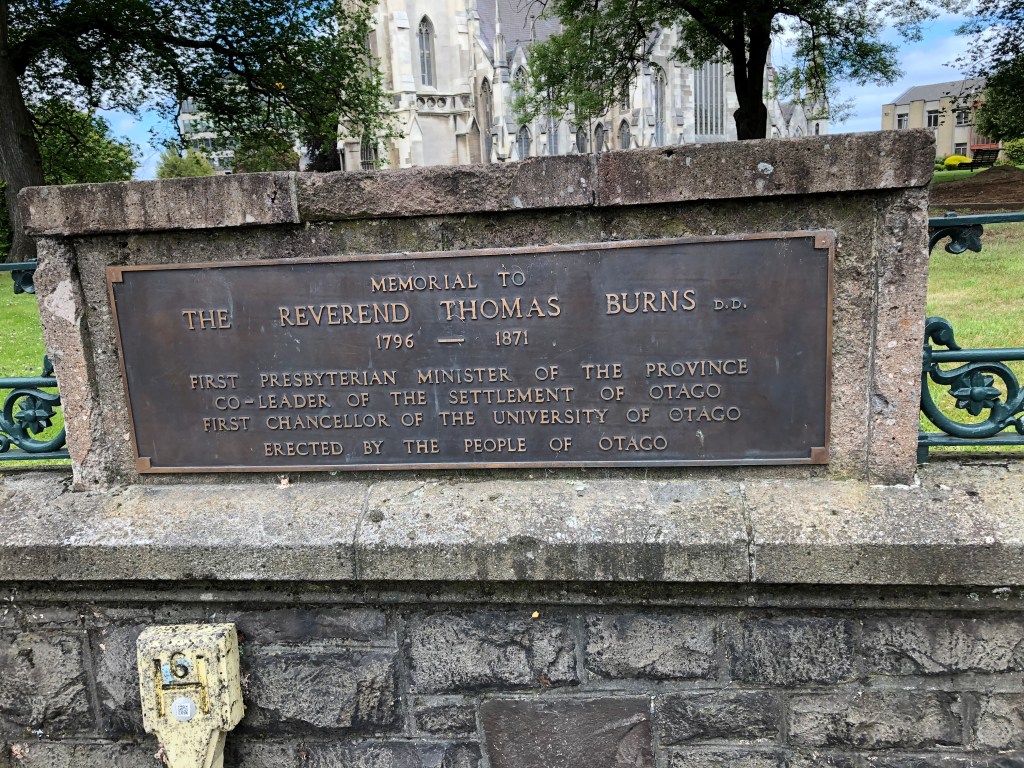 MEMORIAL TO
THE REVEREND THOMAS BURNS D.D.
1796 — 1871
FIRST PRESBYTERIAN MINISTER OF THE PROVINCE
CO-LEADER OF THE SETTLEMENT OF OTAGO
FIRST CHANCELLOR OF THE UNIVERSITY OF OTAGO
ERECTED BY THE PEOPLE OF OTAGO
6
H